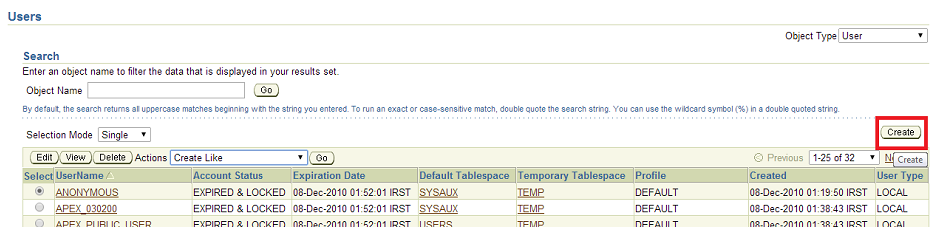 Users
Object Type User
Search
Enter an object name to filter the data that is displayed in your results set.
Object Name Go
By default, the search returns all uppercase matches beginning with the string you entered. To run an exact or case-sensitive match, double quote the search string. You can use the wildcard symbol (%) in a double quoted string.
Selection Mode Single Create
Edit View Delete Actions Create Like Go Previous 1-25 of 32 Create
Select UserName Account Status Expiration Date Default Tablespace Temporary Tablespace Profile Created User Type
ANONYMOUS EXPIRED & LOCKED 08-Dec-2010 01:52:01 IRST SYSAUX TEMP DEFAULT 08-Dec-2010 01:19:50 IRST LOCAL
APEX_030200 EXPIRED & LOCKED 08-Dec-2010 01:52:01 IRST SYSAUX TEMP DEFAULT 08-Dec-2010 01:38:43 IRST LOCAL
APEX_PUBLIC_USER EXPIRED & LOCKED 08-Dec-2010 01:52:01 IRST USERS TEMP DEFAULT 08-Dec-2010 01:38:43 IRST LOCAL